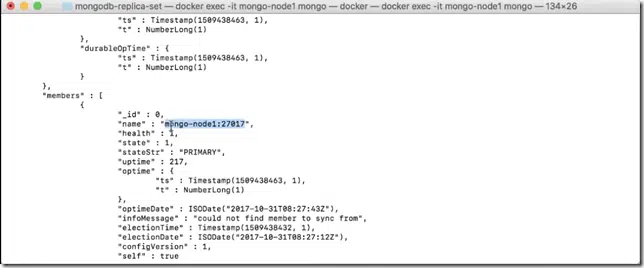 mongodb-replica-set — docker exec -it mongo-node1 mongo — docker — docker exec -it mongo-node1 mongo — 134×26
"ts" : Timestamp(1509438463, 1),
"t" : NumberLong(1)
},
"durableOpTime" : {
"ts" : Timestamp(1509438463, 1),
"t" : NumberLong(1)
}
},
"members" : [
{
"_id" : 0,
"name" : "mongo-node1:27017",
"health" : 1,
"state" : 1,
"stateStr" : "PRIMARY",
"uptime" : 217,
"optime" : {
"ts" : Timestamp(1509438463, 1),
"t" : NumberLong(1)
},
"optimeDate" : ISODate("2017-10-31T08:27:43Z"),
"infoMessage" : "could not find member to sync from",
"electionTime" : Timestamp(1509438432, 1),
"electionDate" : ISODate("2017-10-31T08:27:12Z"),
"configVersion" : 1,
"self" : true